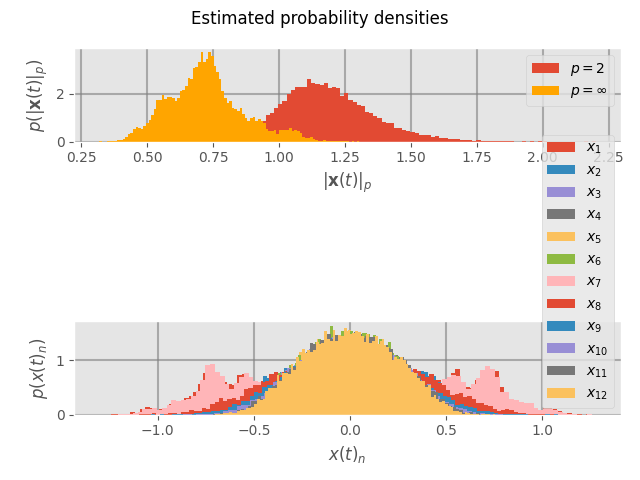 Estimated probability densities
p(|x(t)|ₚ)
2
0
p = 2
p = ∞
0.25 0.50 0.75 1.00 1.25 1.50 1.75 2.00 2.25
|x(t)|ₚ
x₁
x₂
x₃
x₄
x₅
x₆
x₇
x₈
x₉
x₁₀
x₁₁
x₁₂
p(x(t)ₙ)
1
0
−1.0 −0.5 0.0 0.5 1.0
x(t)ₙ